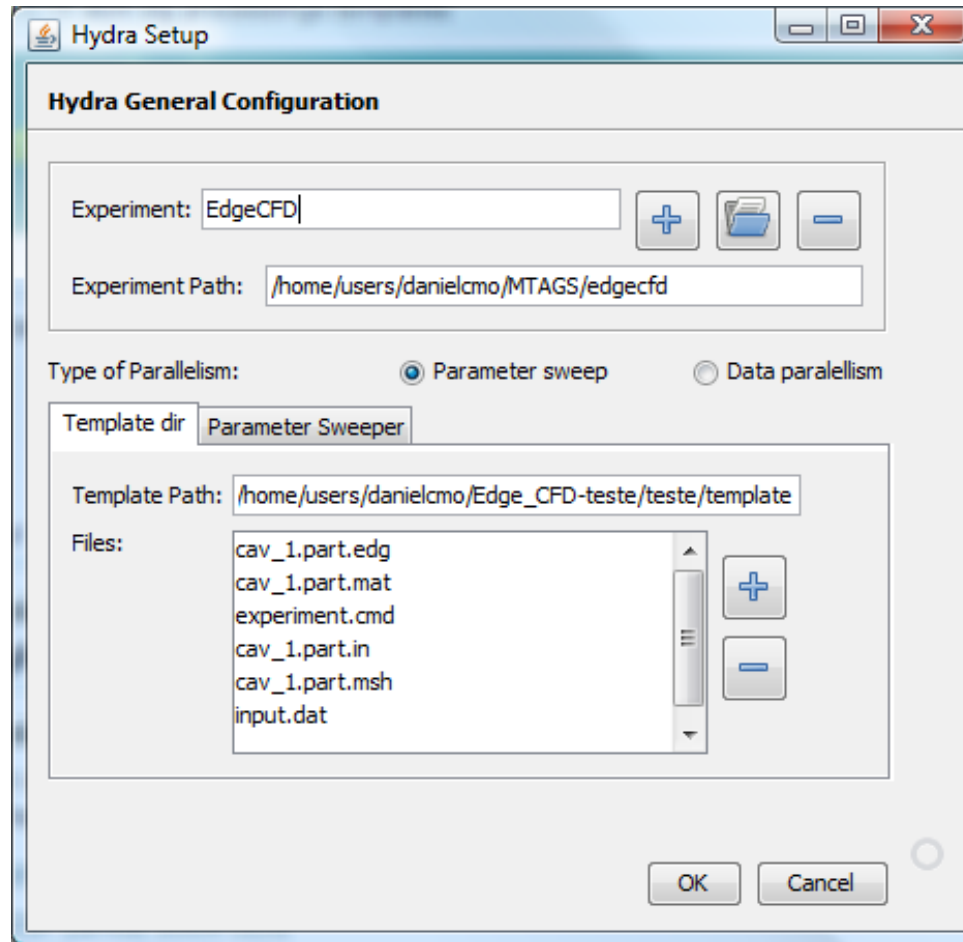 Hydra Setup
Hydra General Configuration
Experiment: EdgeCFD
Experiment Path: /home/users/danielcmo/MTAGS/edgecfd
Type of Parallelism: Parameter sweep Data paralellism
Template dir Parameter Sweeper
Template Path: /home/users/danielcmo/Edge_CFD-teste/teste/template
Files:
cav_1.part.edg
cav_1.part.mat
experiment.cmd
cav_1.part.in
cav_1.part.msh
input.dat
OK Cancel